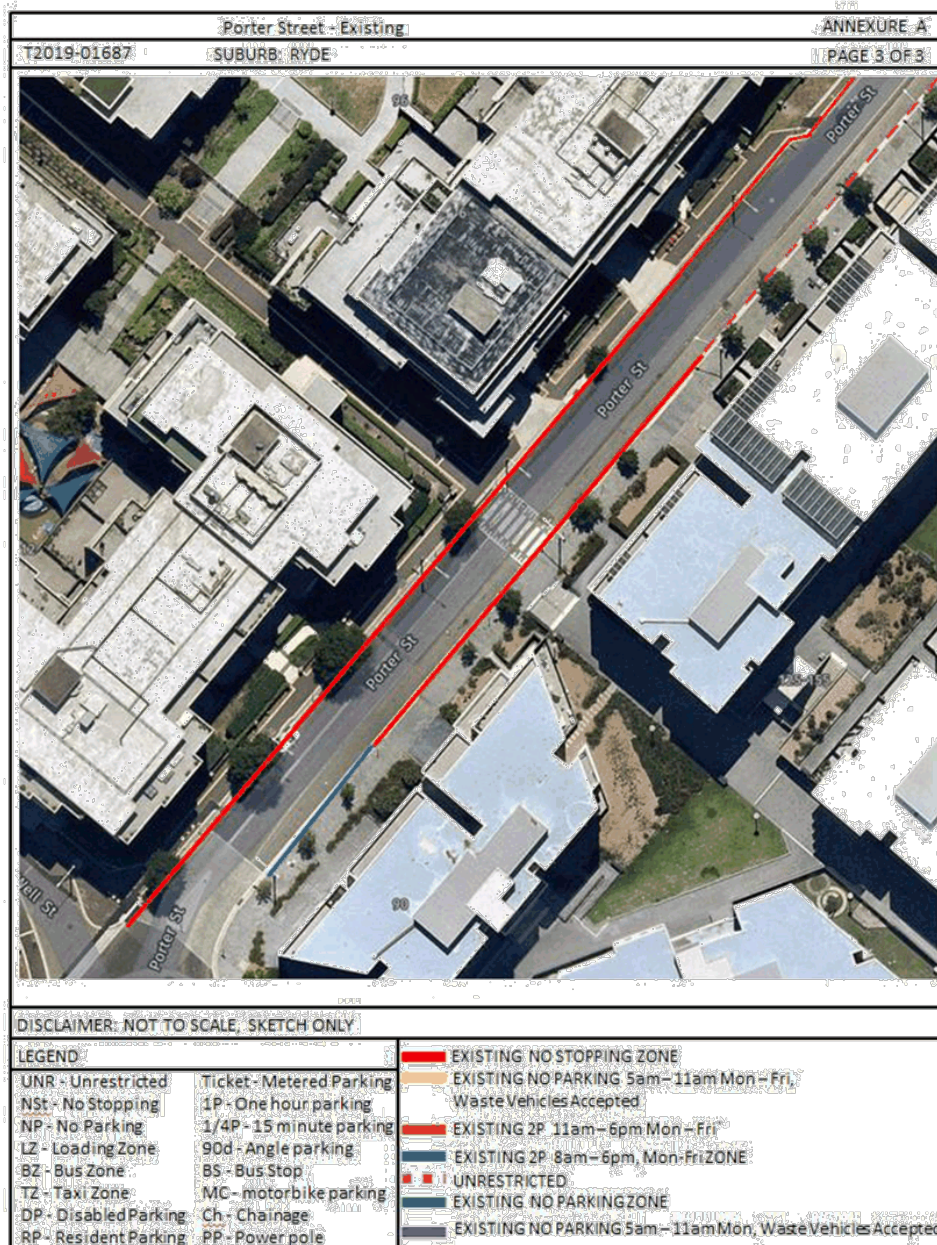 Porter Street - Existing
ANNEXURE A
T2019-01687
SUBURB: RYDE
PAGE 3 OF 3
96
Porter St
Porter St
Porter St
90
Porter St
DISCLAIMER: NOT TO SCALE, SKETCH ONLY
LEGEND
UNR - Unrestricted
NSt - No Stopping
NP - No Parking
LZ - Loading Zone
BZ - Bus Zone
TZ - Taxi Zone
DP - Disabled Parking
RP - Resident Parking
Ticket - Metered Parking
1P - One hour parking
1/4P - 15 minute parking
90d - Angle parking
BS - Bus Stop
MC - motorbike parking
Ch - Chainage
PP - Power pole
EXISTING NO STOPPING ZONE
EXISTING NO PARKING 5am – 11am Mon – Fri,
Waste Vehicles Accepted
EXISTING 2P 11am – 6pm Mon – Fri
EXISTING 2P 8am – 6pm, Mon-Fri ZONE
UNRESTRICTED
EXISTING NO PARKING ZONE
EXISTING NO PARKING 5am – 11am Mon, Waste Vehicles Accepted